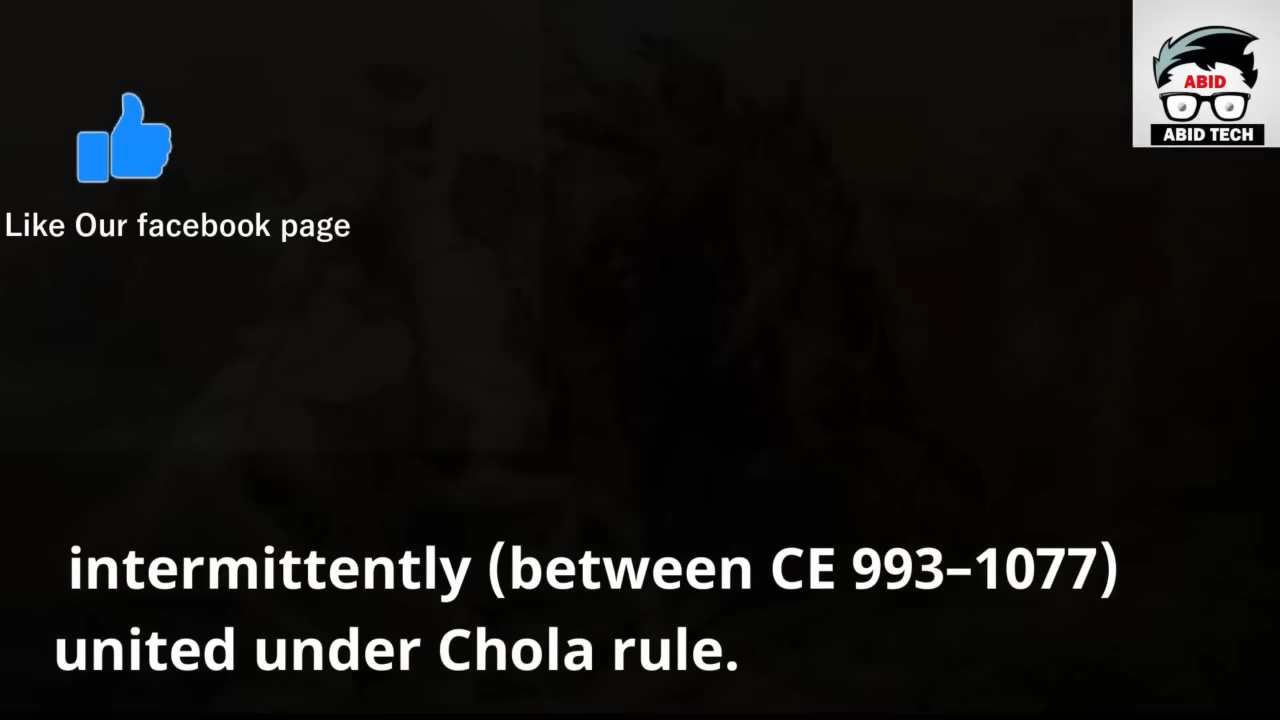 ABID
ABID TECH
Like Our facebook page
intermittently (between CE 993–1077)
united under Chola rule.